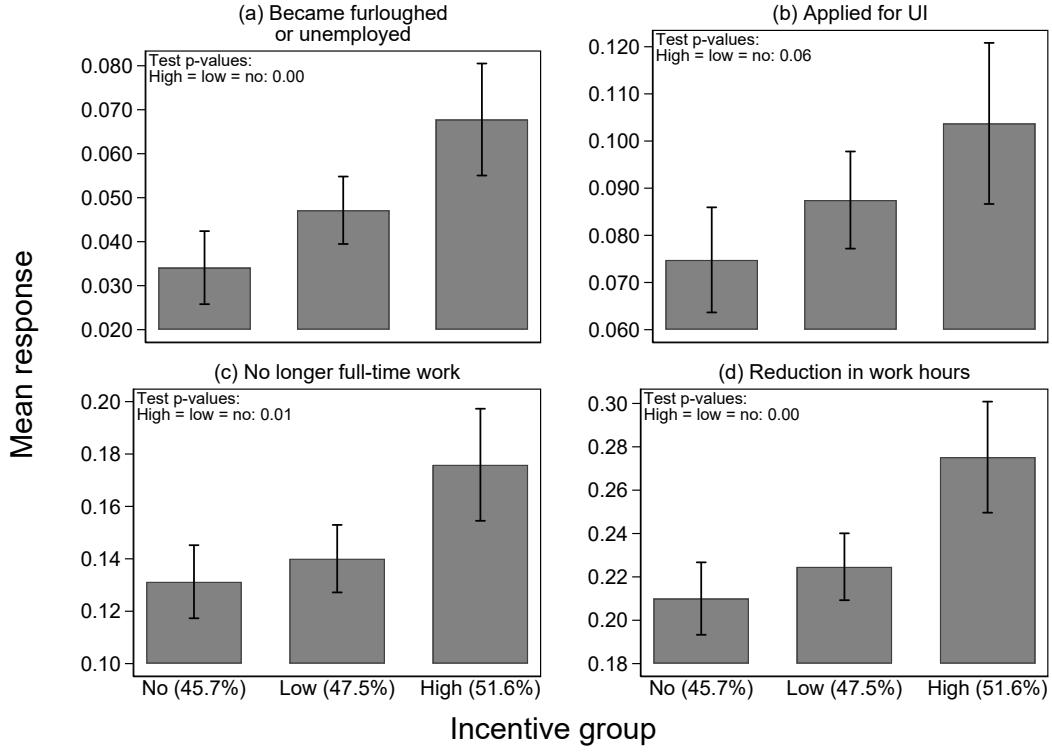 (a) Became furloughed
or unemployed
Test p-values:
High = low = no: 0.00
0.080
0.070
0.060
0.050
0.040
0.030
0.020
(b) Applied for UI
Test p-values:
High = low = no: 0.06
0.120
0.110
0.100
0.090
0.080
0.070
0.060
Mean response
(c) No longer full-time work
Test p-values:
High = low = no: 0.01
0.20
0.18
0.16
0.14
0.12
0.10
No (45.7%) Low (47.5%) High (51.6%)
(d) Reduction in work hours
Test p-values:
High = low = no: 0.00
0.30
0.28
0.26
0.24
0.22
0.20
0.18
No (45.7%) Low (47.5%) High (51.6%)
Incentive group